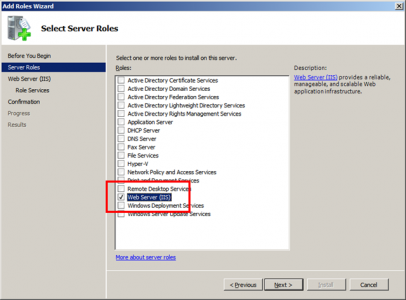 Add Roles Wizard
Select Server Roles
Before You Begin
Server Roles
Web Server (IIS)
Role Services
Confirmation
Progress
Results
Select one or more roles to install on this server.
Roles:
Active Directory Certificate Services
Active Directory Domain Services
Active Directory Federation Services
Active Directory Lightweight Directory Services
Active Directory Rights Management Services
Application Server
DHCP Server
DNS Server
Fax Server
File Services
Hyper-V
Network Policy and Access Services
Print and Document Services
Remote Desktop Services
Web Server (IIS)
Windows Deployment Services
Windows Server Update Services
More about server roles
Description:
Web Server (IIS) provides a reliable,
manageable, and scalable Web
application infrastructure.
< Previous
Next >
Install
Cancel